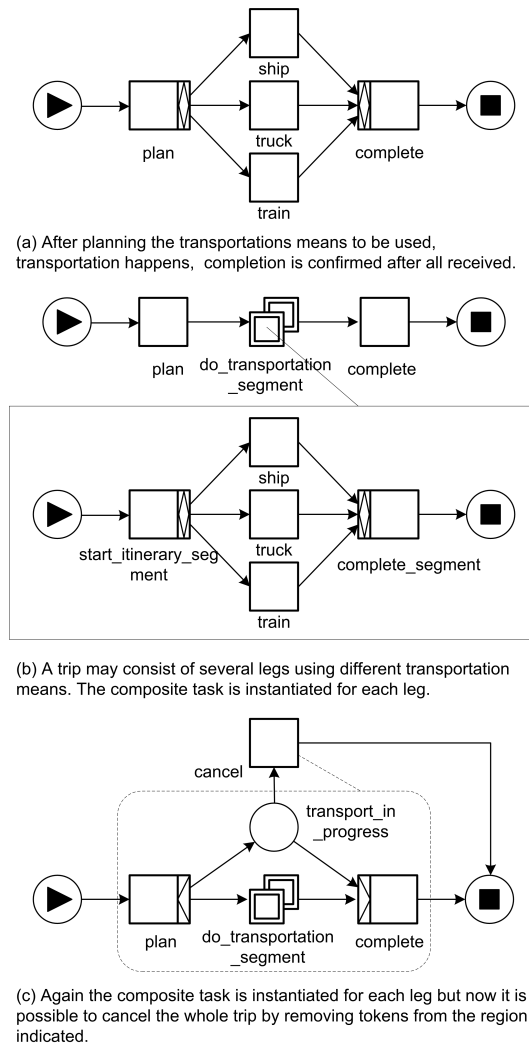 ship
truck
plan
complete
train
(a) After planning the transportations means to be used,
transportation happens, completion is confirmed after all received.
plan
do_transportation
_segment
complete
ship
start_itinerary_seg
ment
truck
complete_segment
train
(b) A trip may consist of several legs using different transportation
means. The composite task is instantiated for each leg.
cancel
transport_in
_progress
plan
do_transportation
_segment
complete
(c) Again the composite task is instantiated for each leg but now it is
possible to cancel the whole trip by removing tokens from the region
indicated.